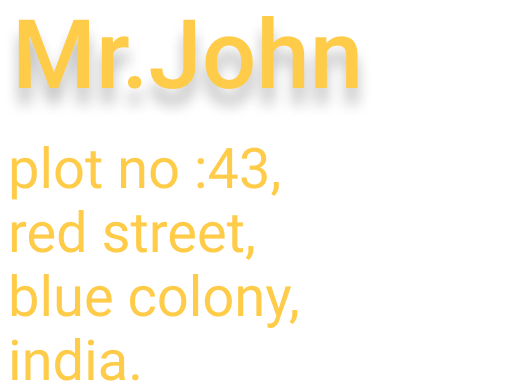 Mr.John
plot no :43,
red street,
blue colony,
india.